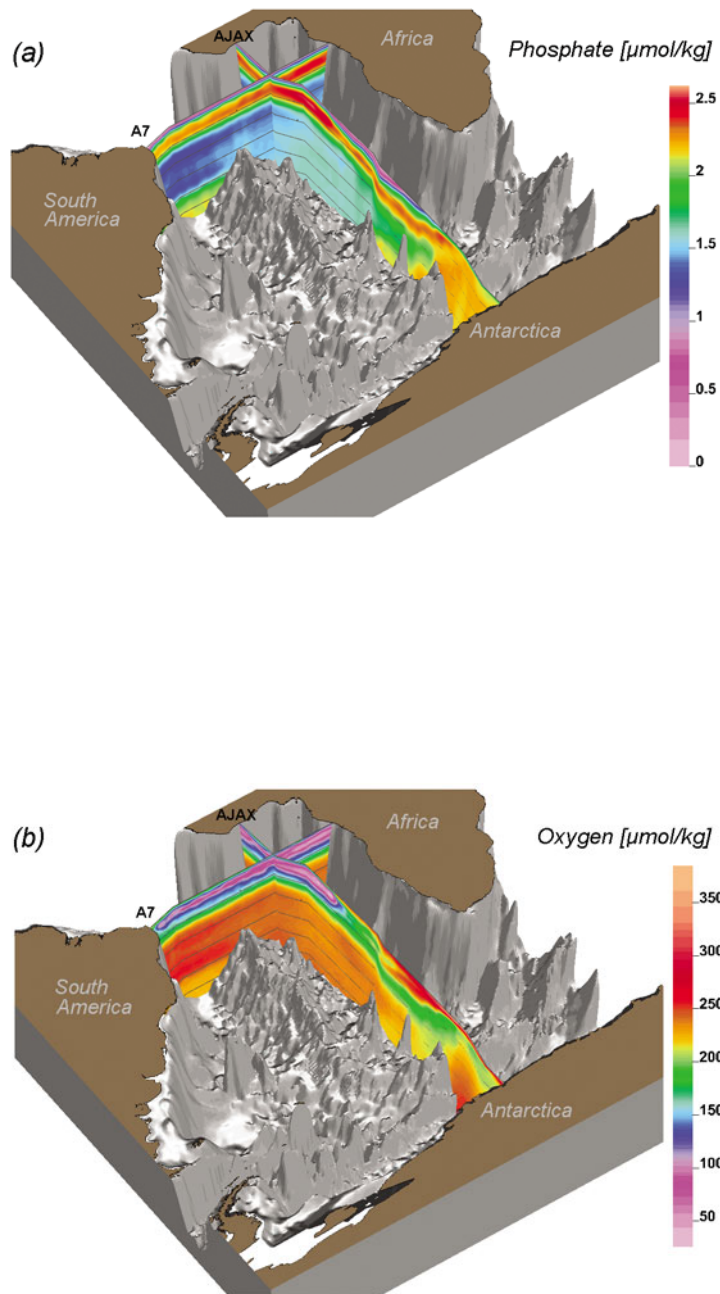 (a)
AJAX
Africa
Phosphate [µmol/kg]
A7
South
America
Antarctica
2.5
2
1.5
1
0.5
0
(b)
AJAX
Africa
Oxygen [µmol/kg]
A7
South
America
Antarctica
350
300
250
200
150
100
50